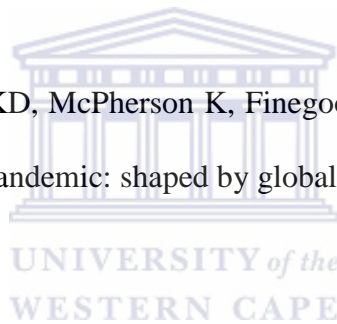 KD, McPherson K, Finegoo
andemic: shaped by global
UNIVERSITY of the
WESTERN CAPE